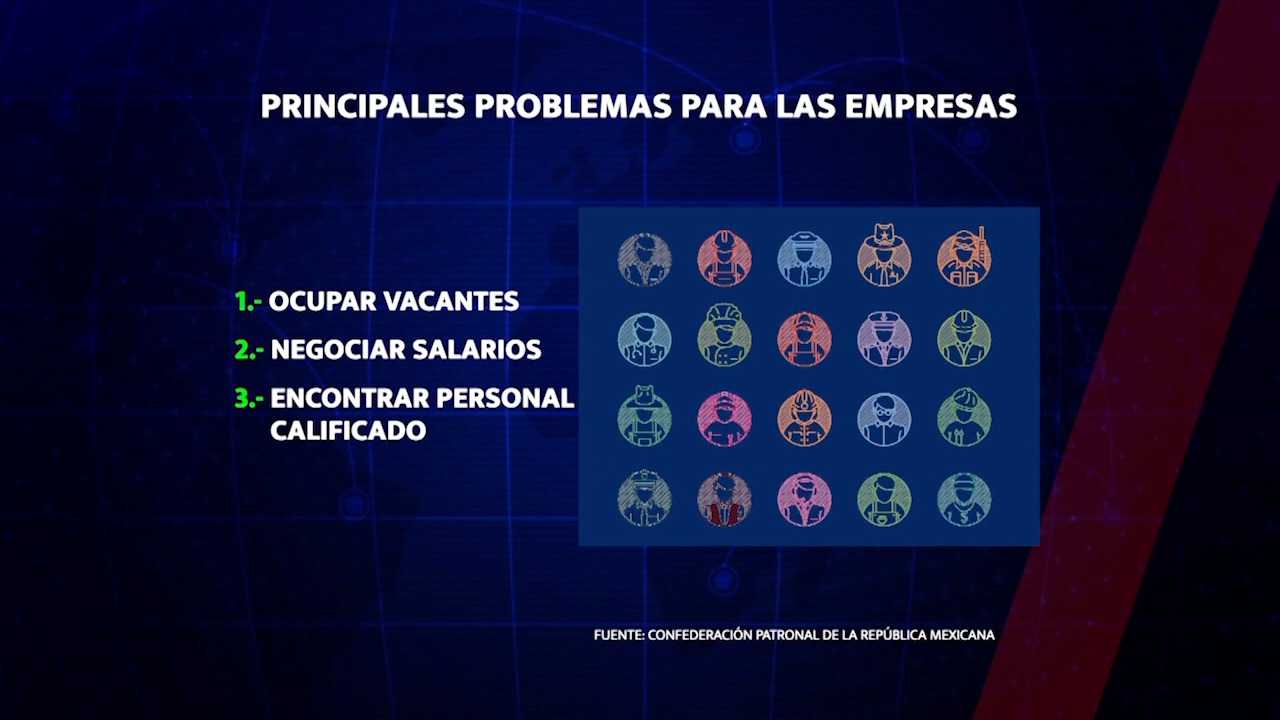 PRINCIPALES PROBLEMAS PARA LAS EMPRESAS
1.- OCUPAR VACANTES
2.- NEGOCIAR SALARIOS
3.- ENCONTRAR PERSONAL
CALIFICADO
FUENTE: CONFEDERACIÓN PATRONAL DE LA REPÚBLICA MEXICANA